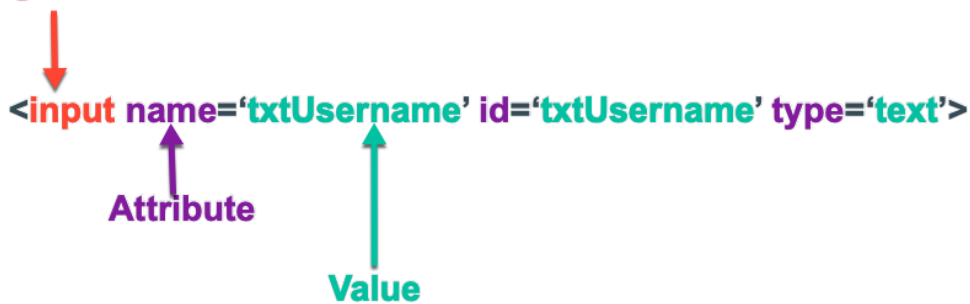 <input name=‘txtUsername’ id=‘txtUsername’ type=‘text’>
Attribute
Value